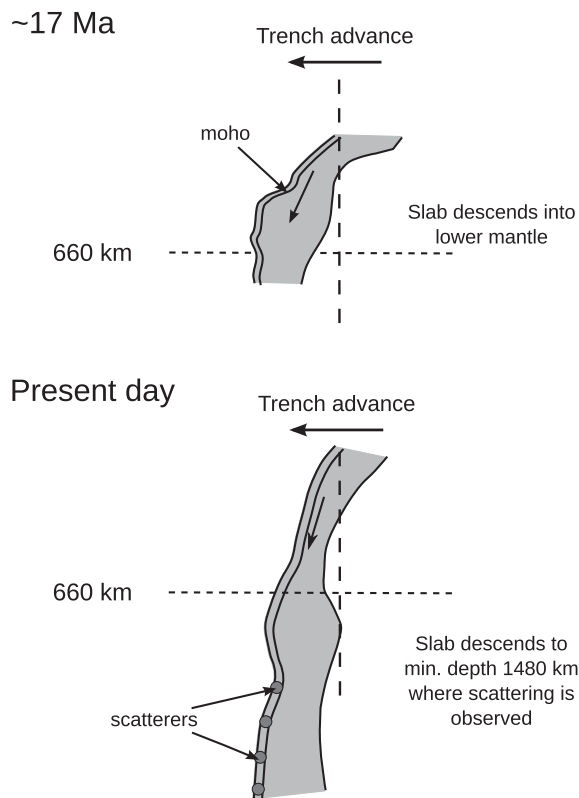 ~17 Ma
Trench advance
moho
Slab descends into
lower mantle
660 km
Present day
Trench advance
660 km
Slab descends to
min. depth 1480 km
where scattering is
observed
scatterers